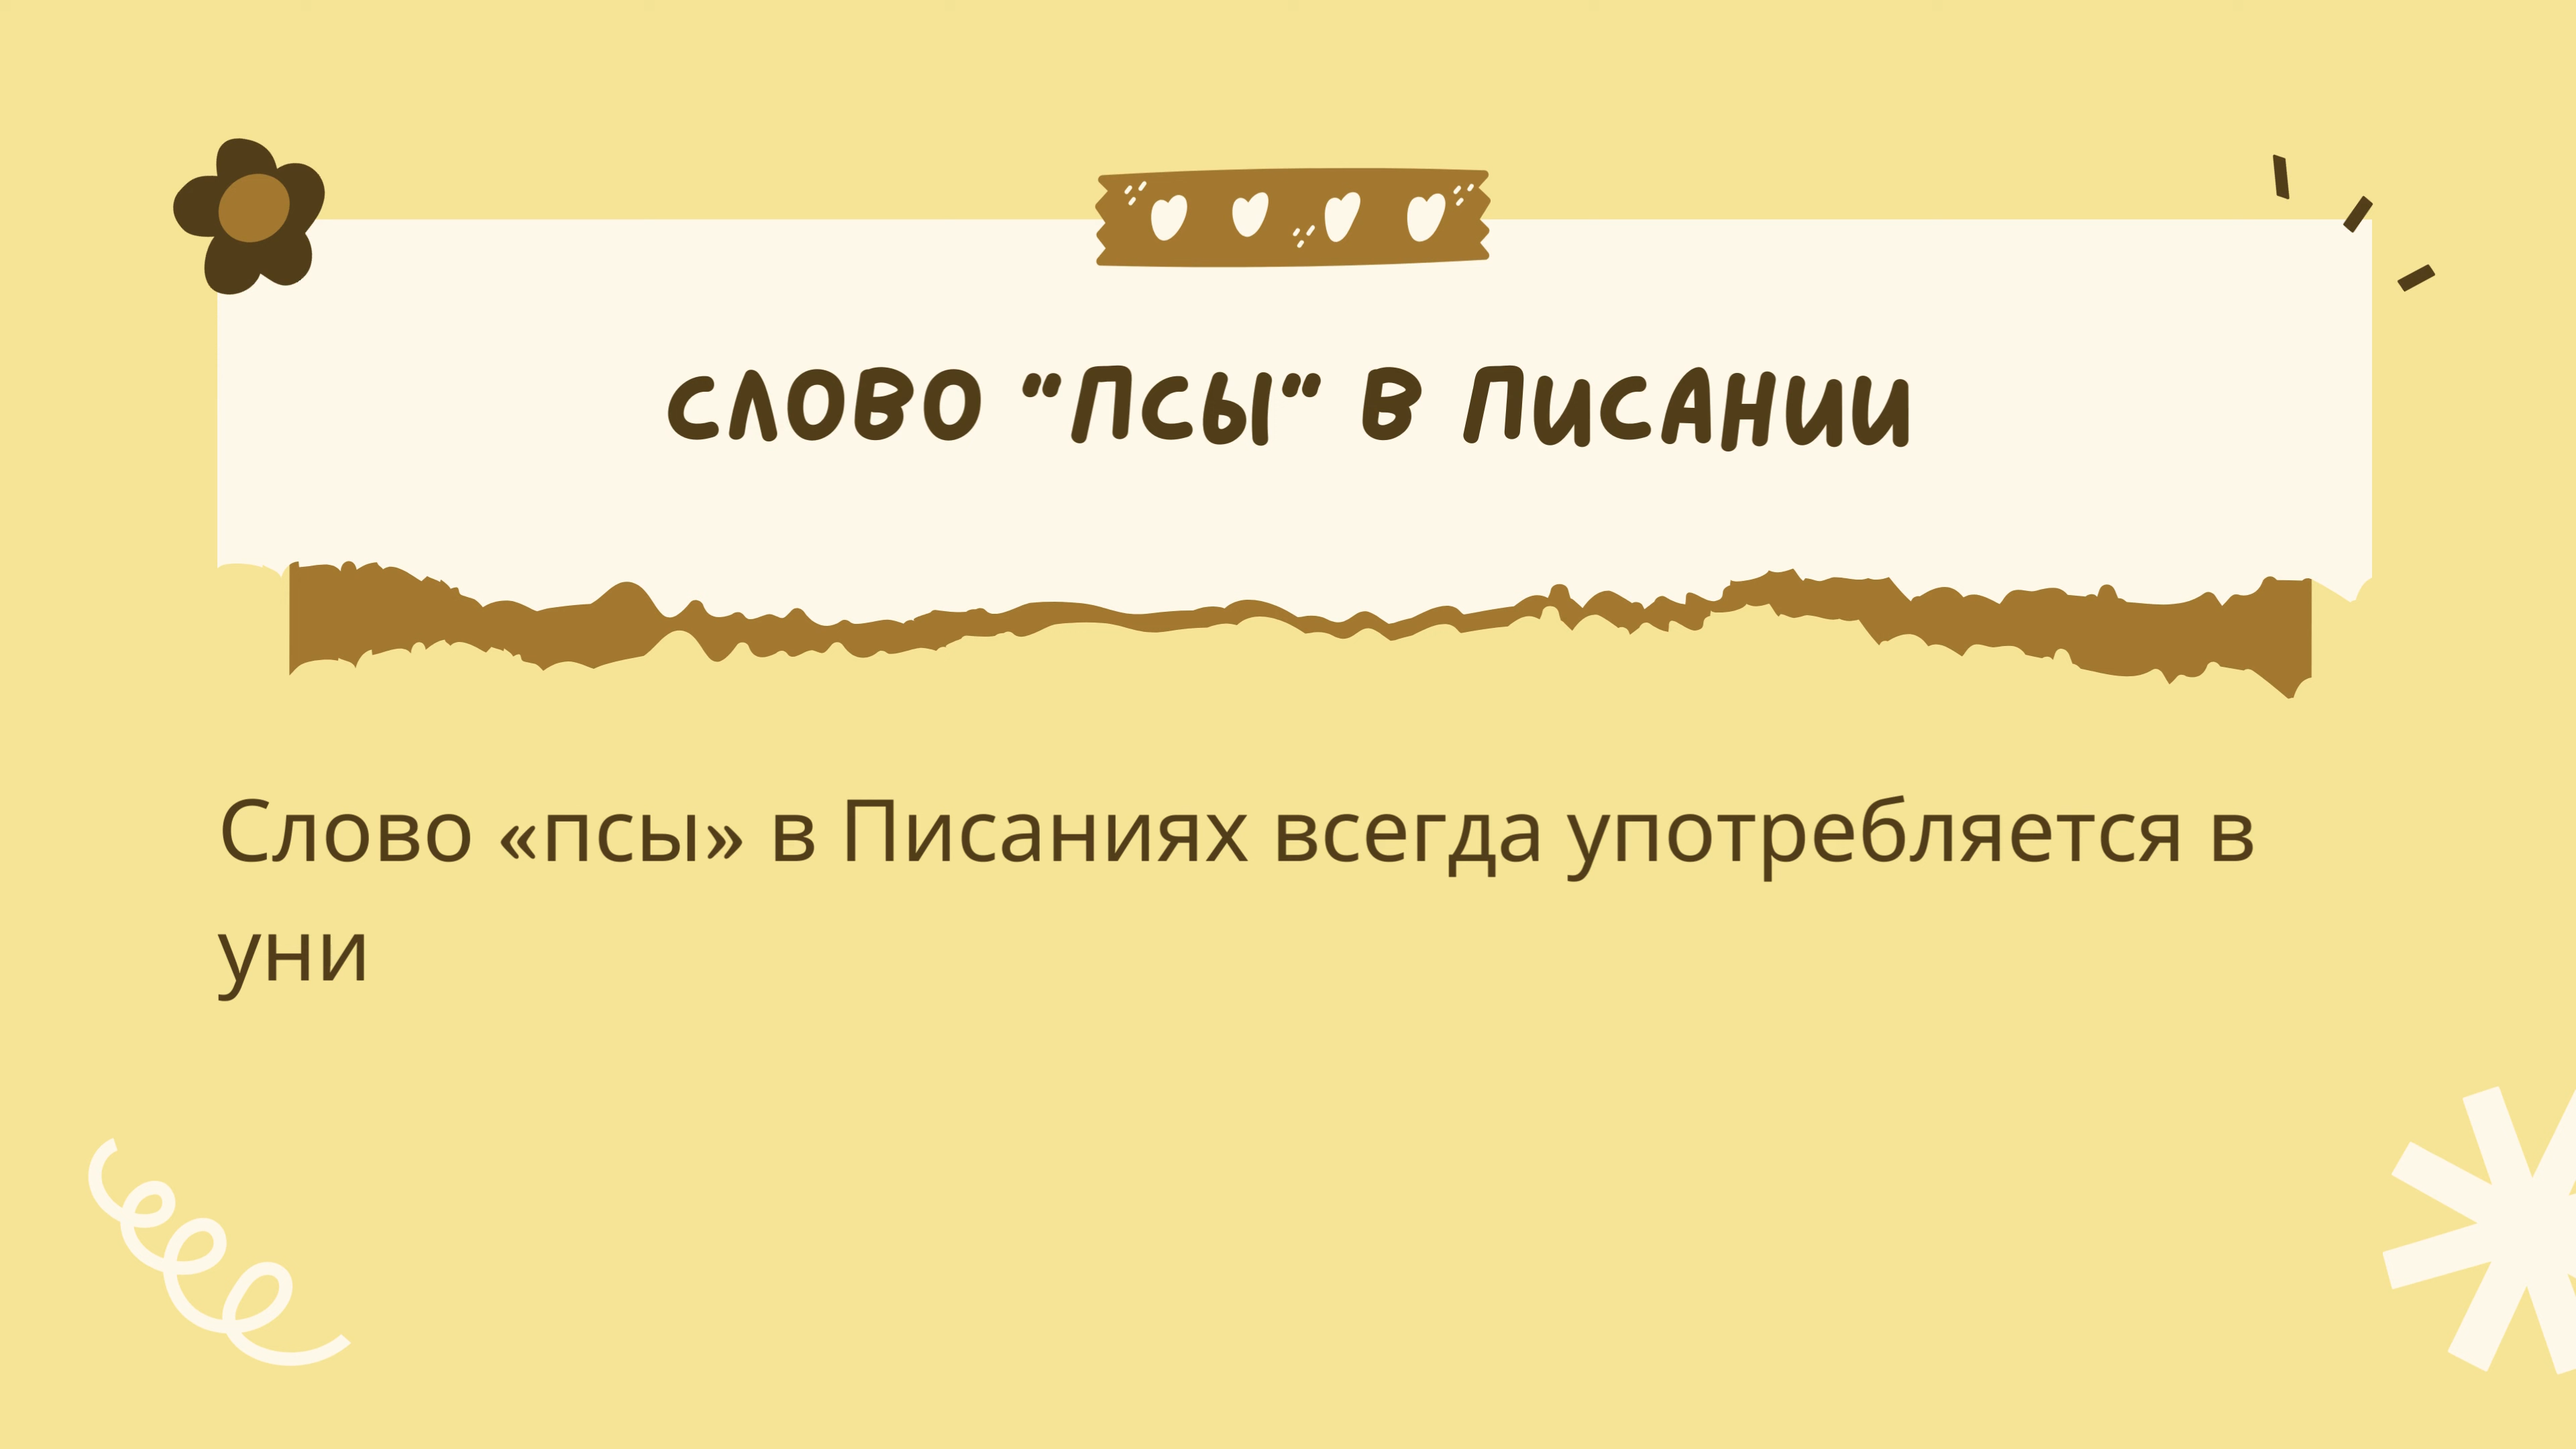 СЛОВО "ПСЫ" В ПИСАНИИ
Слово «псы» в Писаниях всегда употребляется в
уни